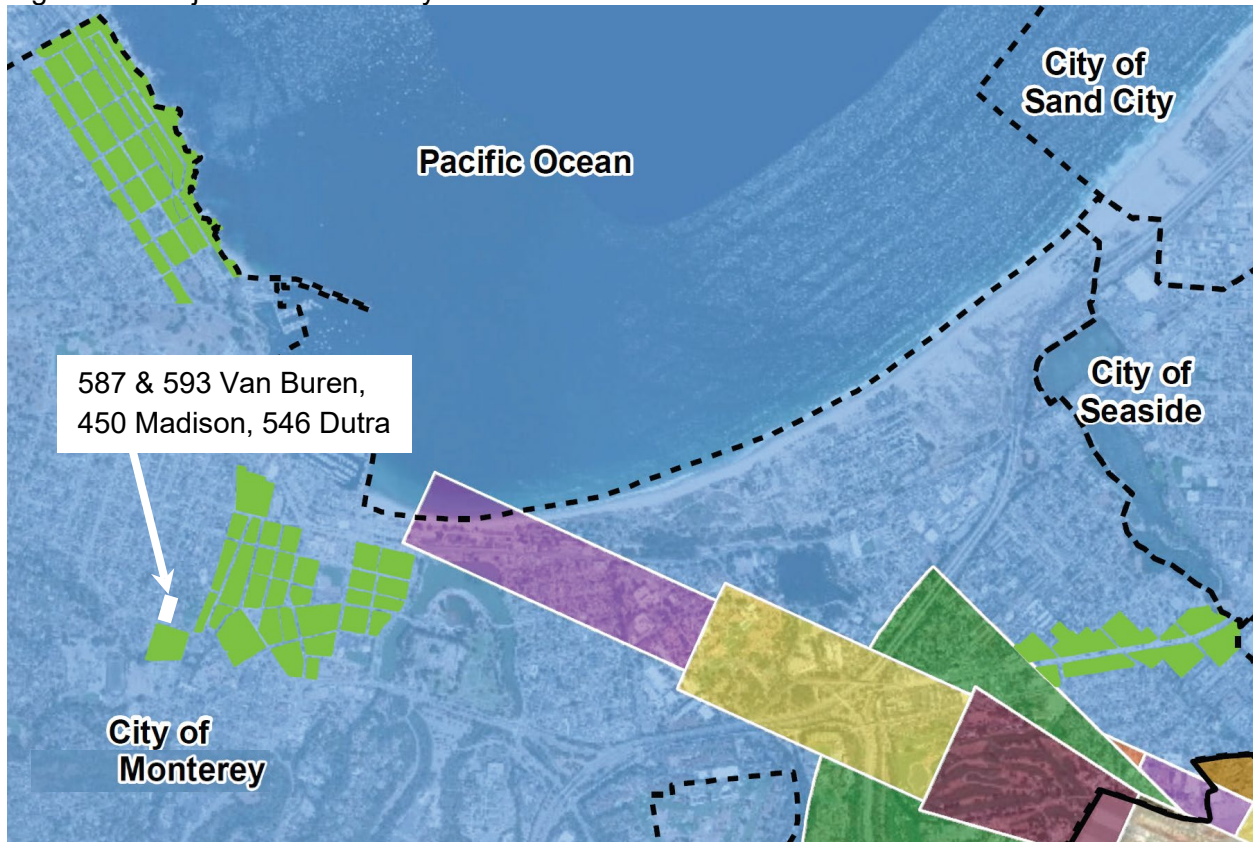 City of
Sand City
Pacific Ocean
City of
Seaside
587 & 593 Van Buren,
450 Madison, 546 Dutra
City of
Monterey